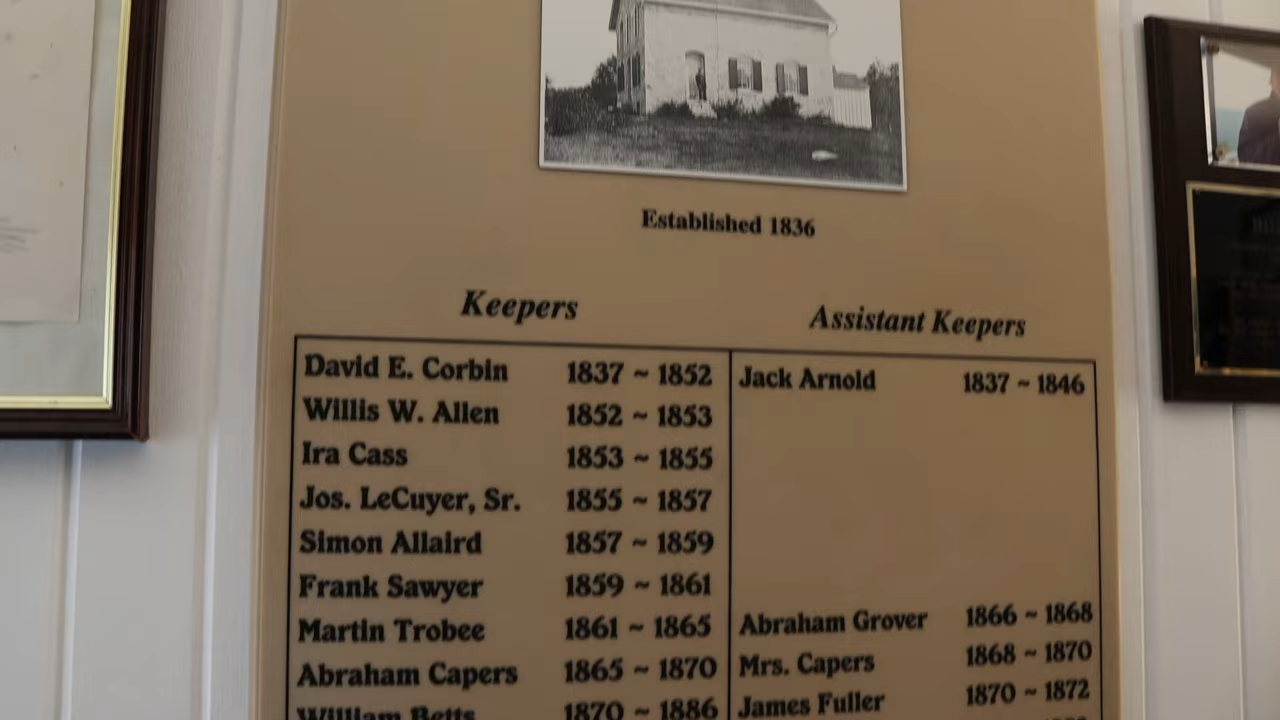 Established 1836
Keepers
Assistant Keepers
David E. Corbin 1837 ~ 1852
Jack Arnold 1837 ~ 1846
Willis W. Allen 1852 ~ 1853
Ira Cass 1853 ~ 1855
Jos. LeCuyer, Sr. 1855 ~ 1857
Simon Allaird 1857 ~ 1859
Frank Sawyer 1859 ~ 1861
Martin Trobee 1861 ~ 1865
Abraham Grover 1866 ~ 1868
Abraham Capers 1865 ~ 1870
Mrs. Capers 1868 ~ 1870
William Betts 1870 ~ 1886
James Fuller 1870 ~ 1872